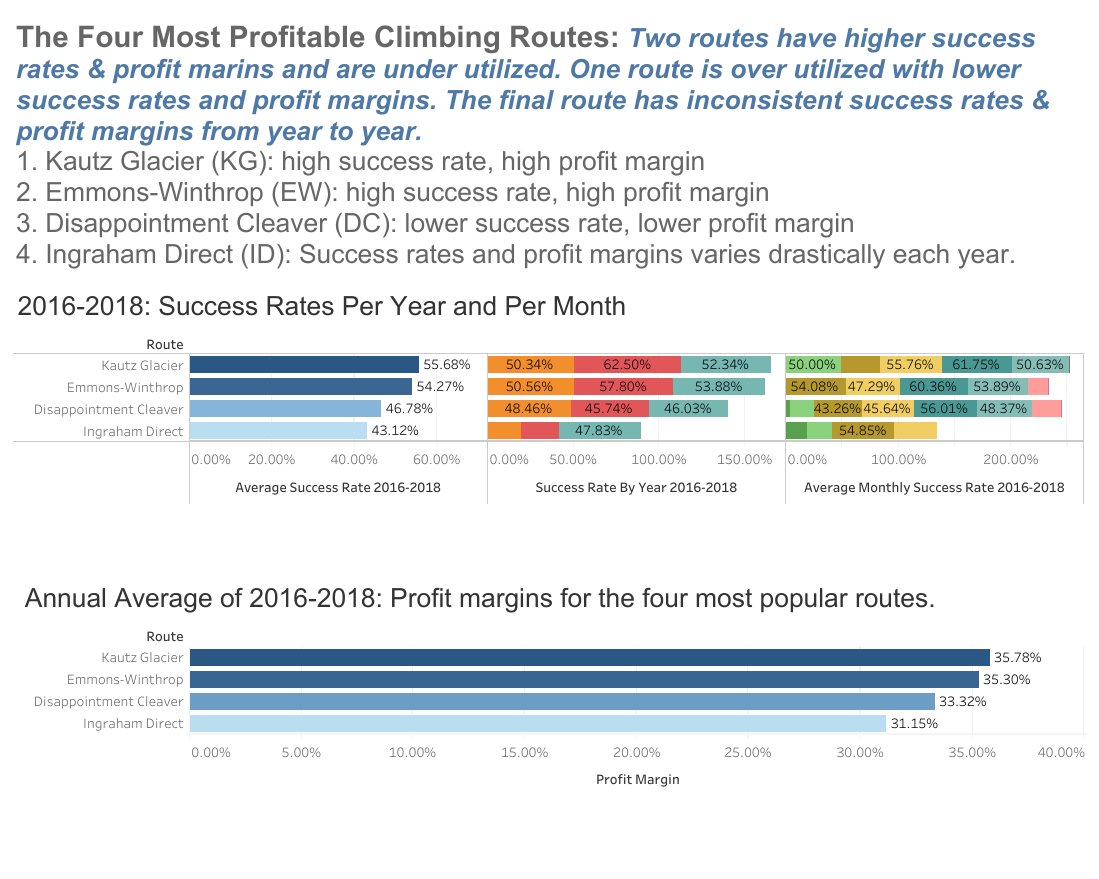 The Four Most Profitable Climbing Routes: Two routes have higher success
rates & profit marins and are under utilized. One route is over utilized with lower
success rates and profit margins. The final route has inconsistent success rates &
profit margins from year to year.
1. Kautz Glacier (KG): high success rate, high profit margin
2. Emmons-Winthrop (EW): high success rate, high profit margin
3. Disappointment Cleaver (DC): lower success rate, lower profit margin
4. Ingraham Direct (ID): Success rates and profit margins varies drastically each year.
2016-2018: Success Rates Per Year and Per Month
Route
Kautz Glacier 55.68% 50.34% 62.50% 52.34% 50.00% 55.76% 61.75% 50.63%
Emmons-Winthrop 54.27% 50.56% 57.80% 53.88% 54.08% 47.29% 60.36% 53.89%
Disappointment Cleaver 46.78% 48.46% 45.74% 46.03% 43.26% 45.64% 56.01% 48.37%
Ingraham Direct 43.12% 47.83% 54.85%
0.00% 20.00% 40.00% 60.00% 0.00% 50.00% 100.00% 150.00% 0.00% 100.00% 200.00%
Average Success Rate 2016-2018 Success Rate By Year 2016-2018 Average Monthly Success Rate 2016-2018
Annual Average of 2016-2018: Profit margins for the four most popular routes.
Route
Kautz Glacier 35.78%
Emmons-Winthrop 35.30%
Disappointment Cleaver 33.32%
Ingraham Direct 31.15%
0.00% 5.00% 10.00% 15.00% 20.00% 25.00% 30.00% 35.00% 40.00%
Profit Margin